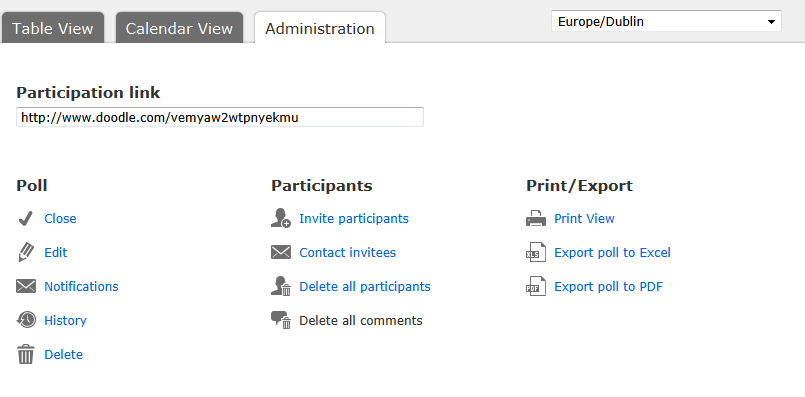 Table View
Calendar View
Administration
Europe/Dublin
Participation link
http://www.doodle.com/vemyaw2wtpnyekmu
Poll
Close
Edit
Notifications
History
Delete
Participants
Invite participants
Contact invitees
Delete all participants
Delete all comments
Print/Export
Print View
XLS Export poll to Excel
PDF Export poll to PDF